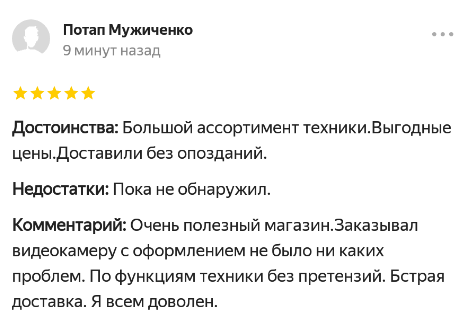 Потап Мужиченко
9 минут назад
Достоинства: Большой ассортимент техники.Выгодные
цены.Доставили без опозданий.
Недостатки: Пока не обнаружил.
Комментарий: Очень полезный магазин.Заказывал
видеокамеру с оформлением не было ни каких
проблем. По функциям техники без претензий. Бстрая
доставка. Я всем доволен.